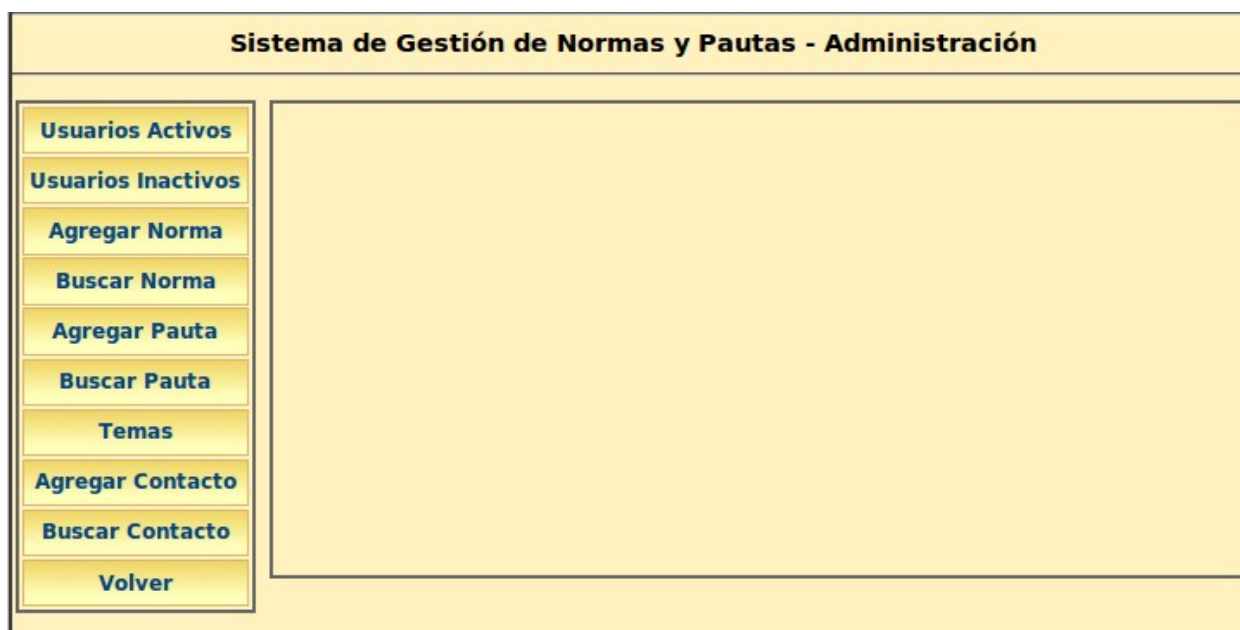 Sistema de Gestión de Normas y Pautas - Administración
Usuarios Activos
Usuarios Inactivos
Agregar Norma
Buscar Norma
Agregar Pauta
Buscar Pauta
Temas
Agregar Contacto
Buscar Contacto
Volver